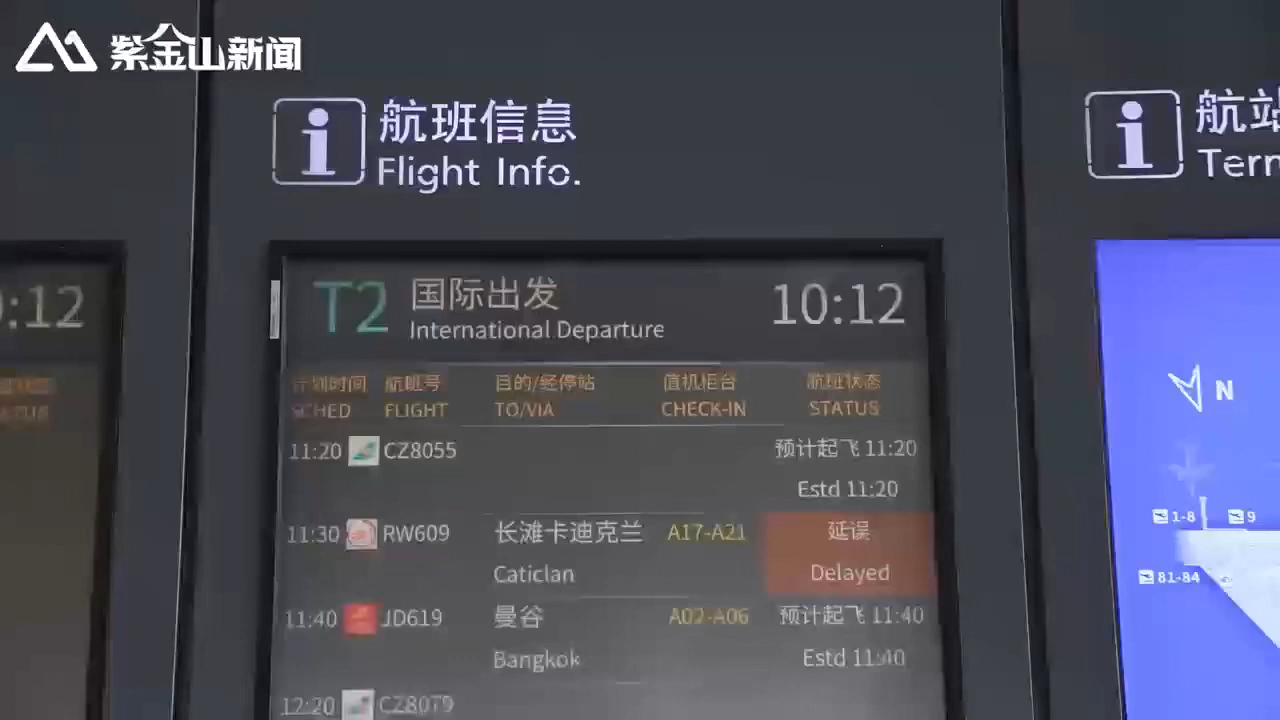 紫金山新闻
航班信息
Flight Info.
航站
Term
:12
T2 国际出发 10:12
International Departure
计划时间 航班号 目的/经停站 值机柜台 航班状态
SCHED FLIGHT TO/VIA CHECK-IN STATUS
11:20 CZ8055 预计起飞 11:20
Estd 11:20
11:30 RW609 长滩卡迪克兰 A17-A21 延误
Caticlan Delayed
11:40 JD619 曼谷 A02-A06 预计起飞 11:40
Bangkok Estd 11:40
12:20 CZ8079
N
1-8 9
81-84